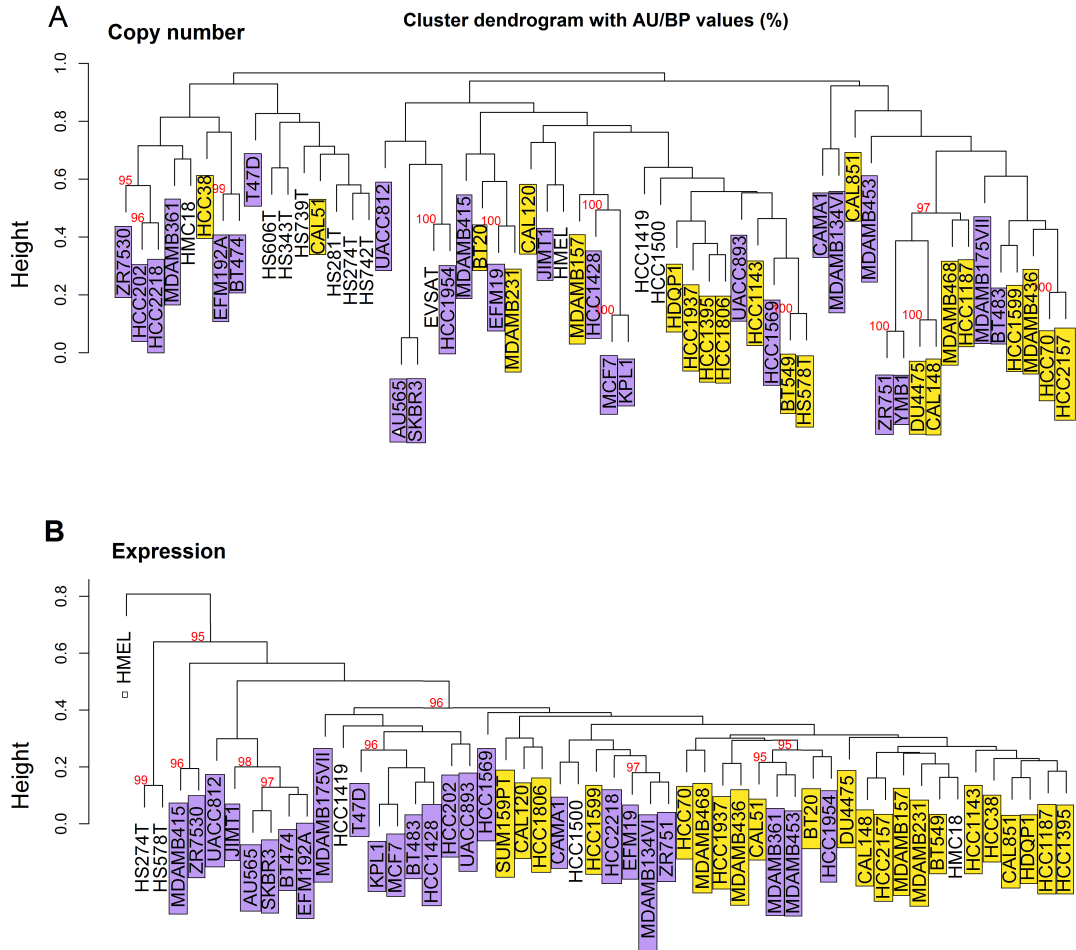 A
Cluster dendrogram with AU/BP values (%)
Copy number
Height
1.0
0.8
0.6
0.4
0.2
0.0
95
96
99
100
100
100
100
100
97
100
100
100
ZR7530
HCC202
HCC2218
MDAMB361
HMC18
HCC38
EFM192A
BT474
T47D
HS606T
HS343T
HS739T
CAL51
HS281T
HS274T
HS742T
UACC812
AU565
SKBR3
EVSAT
HCC1954
MDAMB415
BT20
EFM19
MDAMB231
CAL120
JIMT1
HMEL
MDAMB157
HCC1428
MCF7
KPL1
HCC1419
HCC1500
HDQP1
HCC1937
HCC1395
HCC1806
UACC893
HCC1143
HCC1569
BT549
HS578T
CAMA1
MDAMB134VI
CAL851
MDAMB453
ZR751
YMB1
DU4475
CAL148
MDAMB468
HCC1187
MDAMB175VII
BT483
HCC1599
MDAMB436
HCC70
HCC2157
B
Expression
Height
0.8
0.6
0.4
0.2
0.0
95
99
96
98
97
96
96
97
95
95
HMEL
HS274T
HS578T
MDAMB415
ZR7530
UACC812
JIMT1
AU565
SKBR3
BT474
EFM192A
MDAMB175VII
HCC1419
T47D
KPL1
MCF7
BT483
HCC1428
HCC202
UACC893
HCC1569
SUM159PT
CAL120
HCC1806
CAMA1
HCC1500
HCC1599
HCC2218
EFM19
MDAMB134VI
ZR751
HCC70
MDAMB468
HCC1937
MDAMB436
CAL51
MDAMB361
MDAMB453
BT20
HCC1954
DU4475
CAL148
HCC2157
MDAMB157
MDAMB231
BT549
HMC18
HCC1143
HCC38
CAL851
HDQP1
HCC1187
HCC1395